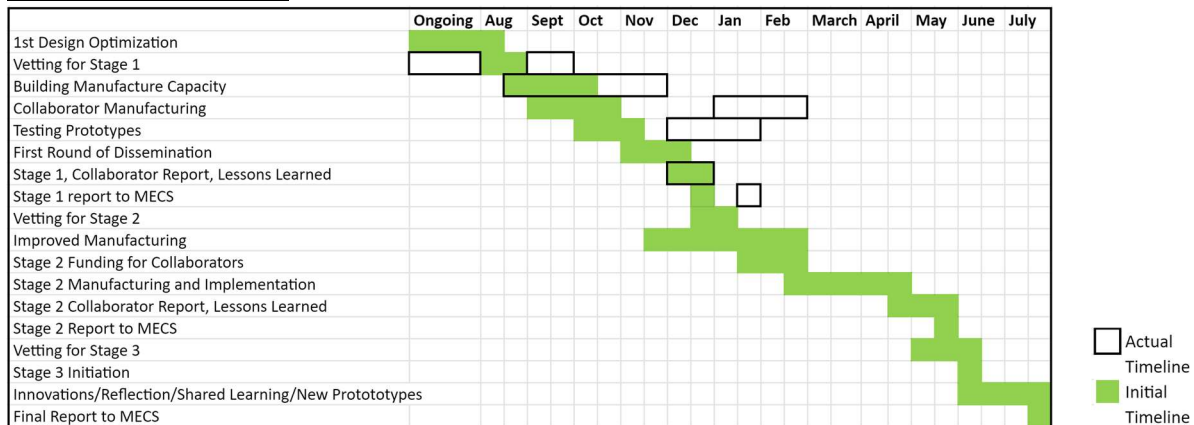 Ongoing Aug Sept Oct Nov Dec Jan Feb March April May June July
1st Design Optimization
Vetting for Stage 1
Building Manufacture Capacity
Collaborator Manufacturing
Testing Prototypes
First Round of Dissemination
Stage 1, Collaborator Report, Lessons Learned
Stage 1 report to MECS
Vetting for Stage 2
Improved Manufacturing
Stage 2 Funding for Collaborators
Stage 2 Manufacturing and Implementation
Stage 2 Collaborator Report, Lessons Learned
Stage 2 Report to MECS
Vetting for Stage 3
Stage 3 Initiation
Innovations/Reflection/Shared Learning/New Protototypes
Final Report to MECS
Actual
Timeline
Initial
Timeline